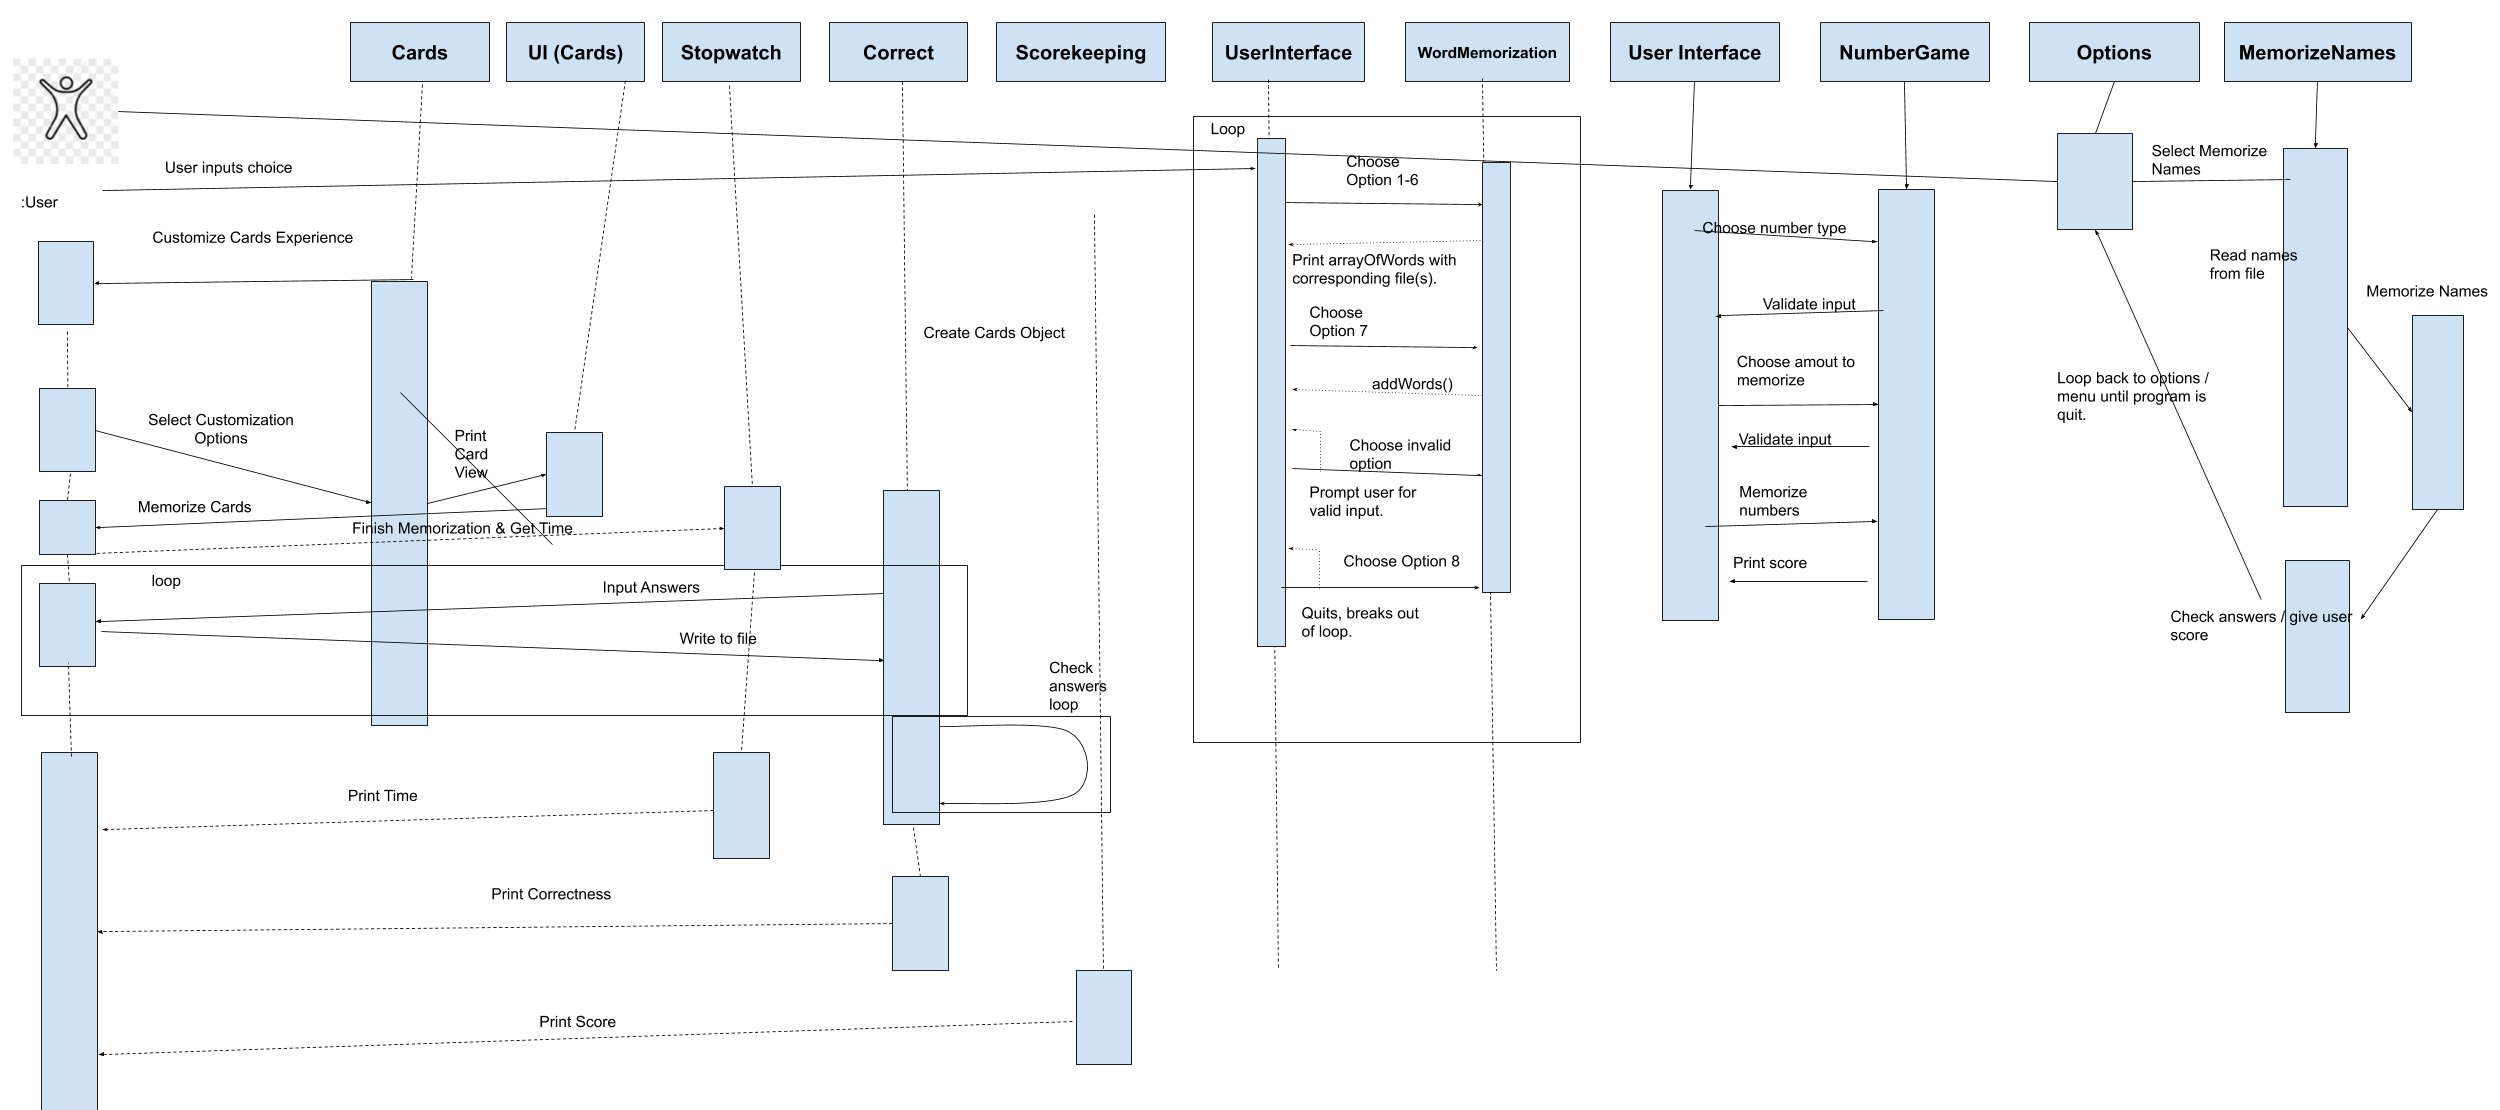 Cards
UI (Cards)
Stopwatch
Correct
Scorekeeping
UserInterface
WordMemorization
User Interface
NumberGame
Options
MemorizeNames
:User
User inputs choice
Customize Cards Experience
Create Cards Object
Select Customization
Options
Print
Card
View
Memorize Cards
Finish Memorization & Get Time
loop
Input Answers
Write to file
Check
answers
loop
Print Time
Print Correctness
Print Score
Loop
Choose
Option 1-6
Print arrayOfWords with
corresponding file(s).
Choose
Option 7
addWords()
Choose invalid
option
Prompt user for
valid input.
Choose Option 8
Quits, breaks out
of loop.
Choose number type
Validate input
Choose amout to
memorize
Validate input
Memorize
numbers
Print score
Select Memorize
Names
Read names
from file
Memorize Names
Loop back to options /
menu until program is
quit.
Check answers / give user
score